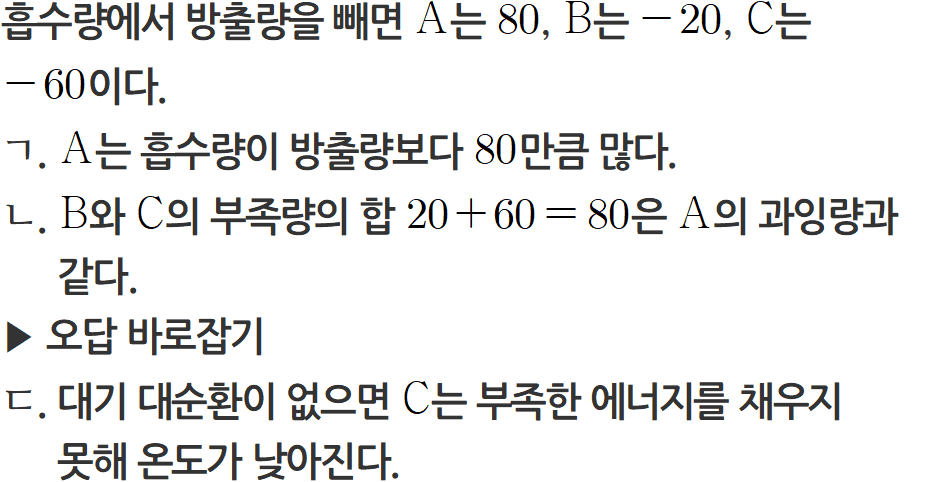 흡수량에서 방출량을 빼면 A는 80, B는 −20, C는
−60이다.
ㄱ. A는 흡수량이 방출량보다 80만큼 많다.
ㄴ. B와 C의 부족량의 합 20+60=80은 A의 과잉량과
같다.
▶ 오답 바로잡기
ㄷ. 대기 대순환이 없으면 C는 부족한 에너지를 채우지
못해 온도가 낮아진다.